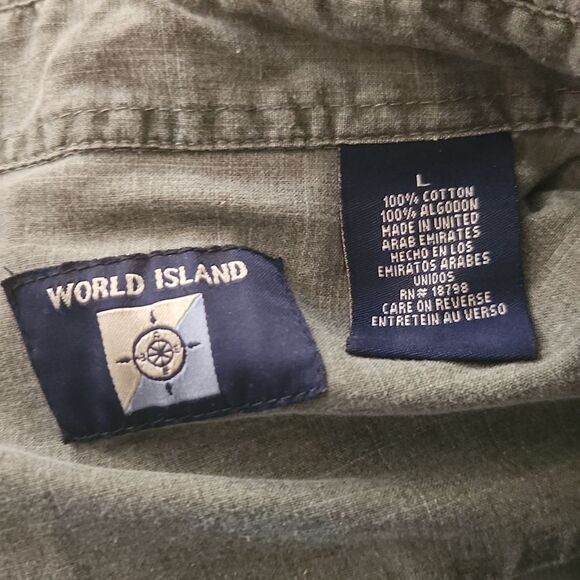 WORLD ISLAND
L
100% COTTON
100% ALGODON
MADE IN UNITED
ARAB EMIRATES
HECHO EN LOS
EMIRATOS ARABES
UNIDOS
RN# 18798
CARE ON REVERSE
ENTRETEIN AU VERSO